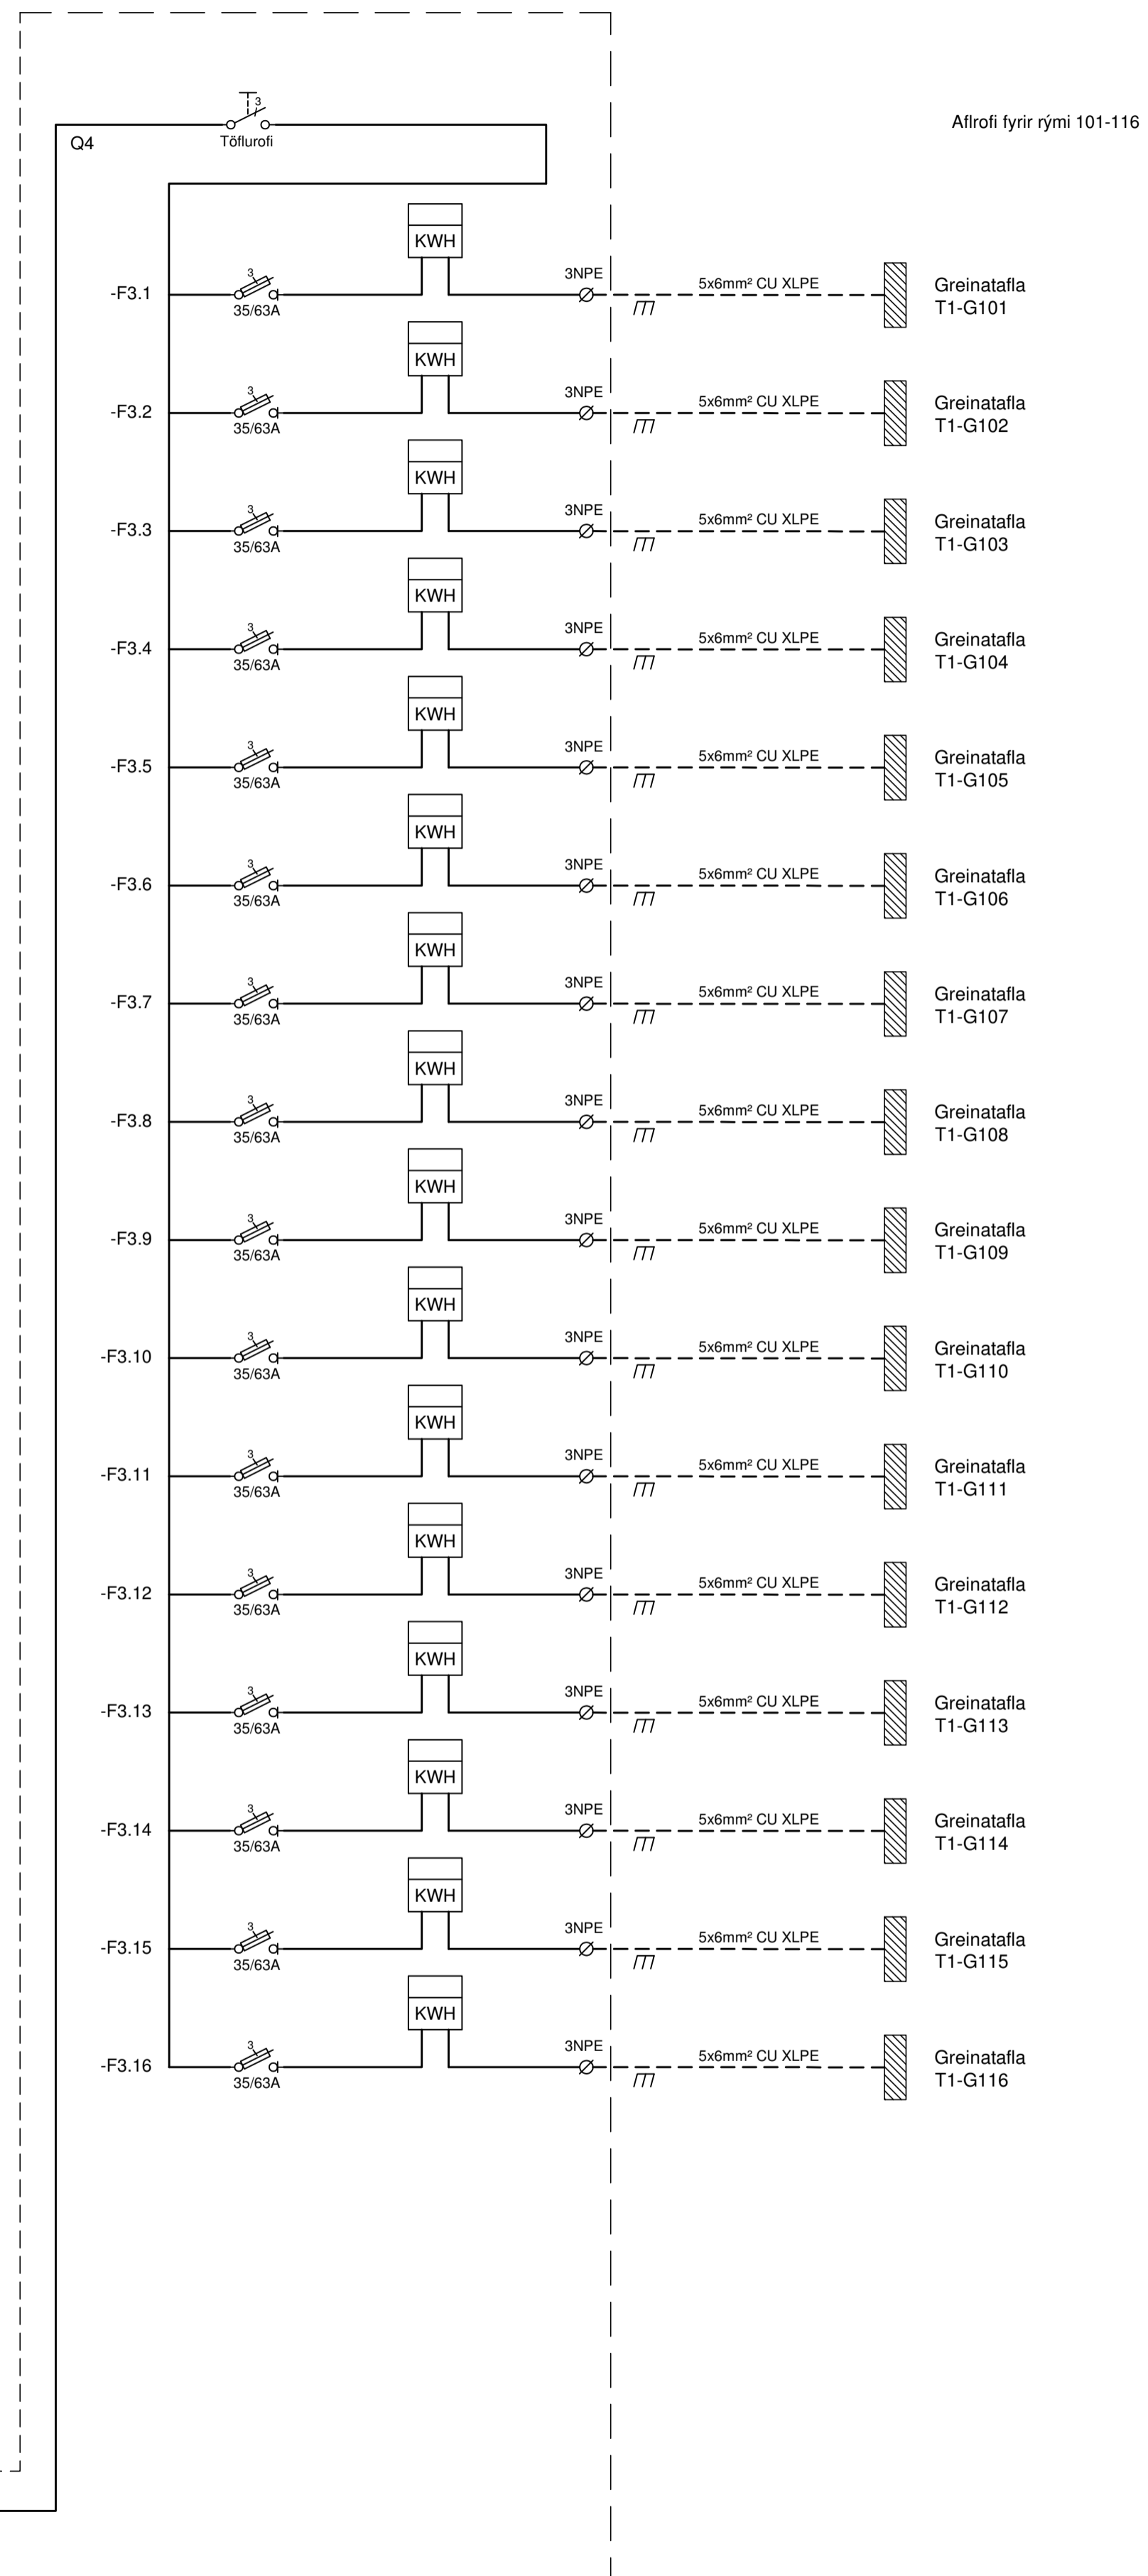 3
Q4
Töflurofi
Aflrofi fyrir rými 101-116
KWH
-F3.1
3
35/63A
3NPE
5x6mm² CU XLPE
Greinatafla
T1-G101
KWH
-F3.2
3
35/63A
3NPE
5x6mm² CU XLPE
Greinatafla
T1-G102
KWH
-F3.3
3
35/63A
3NPE
5x6mm² CU XLPE
Greinatafla
T1-G103
KWH
-F3.4
3
35/63A
3NPE
5x6mm² CU XLPE
Greinatafla
T1-G104
KWH
-F3.5
3
35/63A
3NPE
5x6mm² CU XLPE
Greinatafla
T1-G105
KWH
-F3.6
3
35/63A
3NPE
5x6mm² CU XLPE
Greinatafla
T1-G106
KWH
-F3.7
3
35/63A
3NPE
5x6mm² CU XLPE
Greinatafla
T1-G107
KWH
-F3.8
3
35/63A
3NPE
5x6mm² CU XLPE
Greinatafla
T1-G108
KWH
-F3.9
3
35/63A
3NPE
5x6mm² CU XLPE
Greinatafla
T1-G109
KWH
-F3.10
3
35/63A
3NPE
5x6mm² CU XLPE
Greinatafla
T1-G110
KWH
-F3.11
3
35/63A
3NPE
5x6mm² CU XLPE
Greinatafla
T1-G111
KWH
-F3.12
3
35/63A
3NPE
5x6mm² CU XLPE
Greinatafla
T1-G112
KWH
-F3.13
3
35/63A
3NPE
5x6mm² CU XLPE
Greinatafla
T1-G113
KWH
-F3.14
3
35/63A
3NPE
5x6mm² CU XLPE
Greinatafla
T1-G114
KWH
-F3.15
3
35/63A
3NPE
5x6mm² CU XLPE
Greinatafla
T1-G115
KWH
-F3.16
3
35/63A
3NPE
5x6mm² CU XLPE
Greinatafla
T1-G116